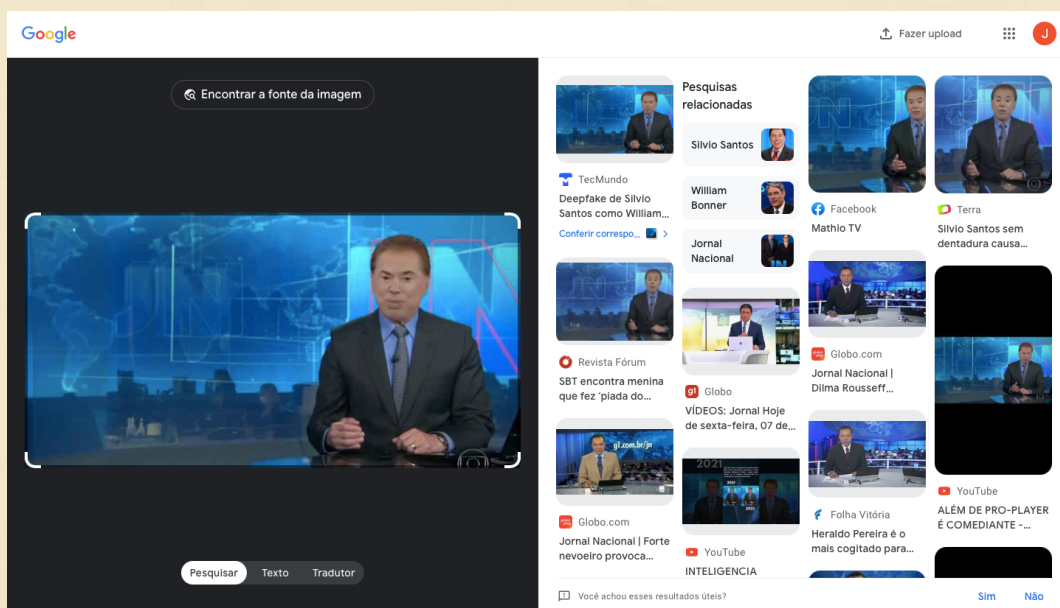 Google
Fazer upload
J
Encontrar a fonte da imagem
Pesquisar
Texto
Tradutor
TecMundo
Deepfake de Silvio
Santos como William...
Conferir correspo...
Revista Fórum
SBT encontra menina
que fez 'piada do...
g1.com.br/jn
Globo.com
Jornal Nacional | Forte
nevoeiro provoca...
Pesquisas
relacionadas
Silvio Santos
William
Bonner
Jornal
Nacional
g1
Globo
VÍDEOS: Jornal Hoje
de sexta-feira, 07 de...
2021
YouTube
INTELIGENCIA
Facebook
Mathio TV
Globo.com
Jornal Nacional |
Dilma Rousseff...
Folha Vitória
Heraldo Pereira é o
mais cogitado para...
Terra
Silvio Santos sem
dentadura causa...
YouTube
ALÉM DE PRO-PLAYER
É COMEDIANTE -...
Você achou esses resultados úteis?
Sim
Não